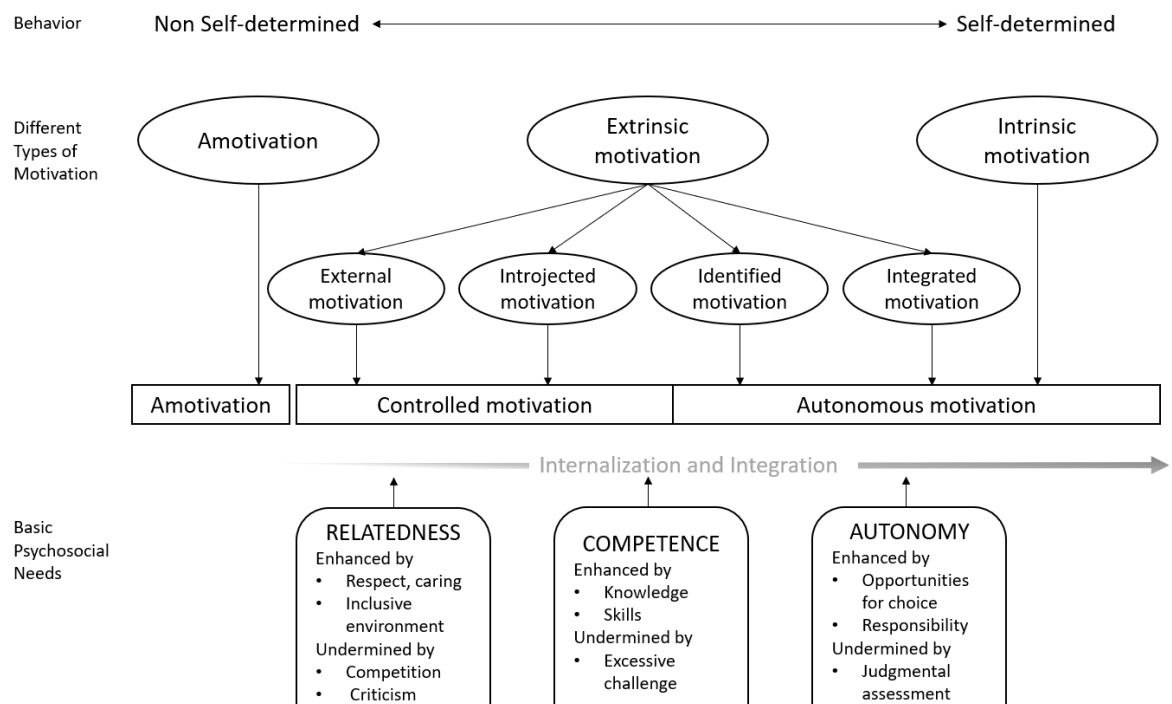 Behavior
Non Self-determined
Self-determined
Different
Types of
Motivation
Amotivation
Extrinsic
motivation
Intrinsic
motivation
External
motivation
Introjected
motivation
Identified
motivation
Integrated
motivation
Amotivation
Controlled motivation
Autonomous motivation
Internalization and Integration
Basic
Psychosocial
Needs
RELATEDNESS
Enhanced by
• Respect, caring
• Inclusive
environment
Undermined by
• Competition
• Criticism
COMPETENCE
Enhanced by
• Knowledge
• Skills
Undermined by
• Excessive
challenge
AUTONOMY
Enhanced by
• Opportunities
for choice
• Responsibility
Undermined by
• Judgmental
assessment